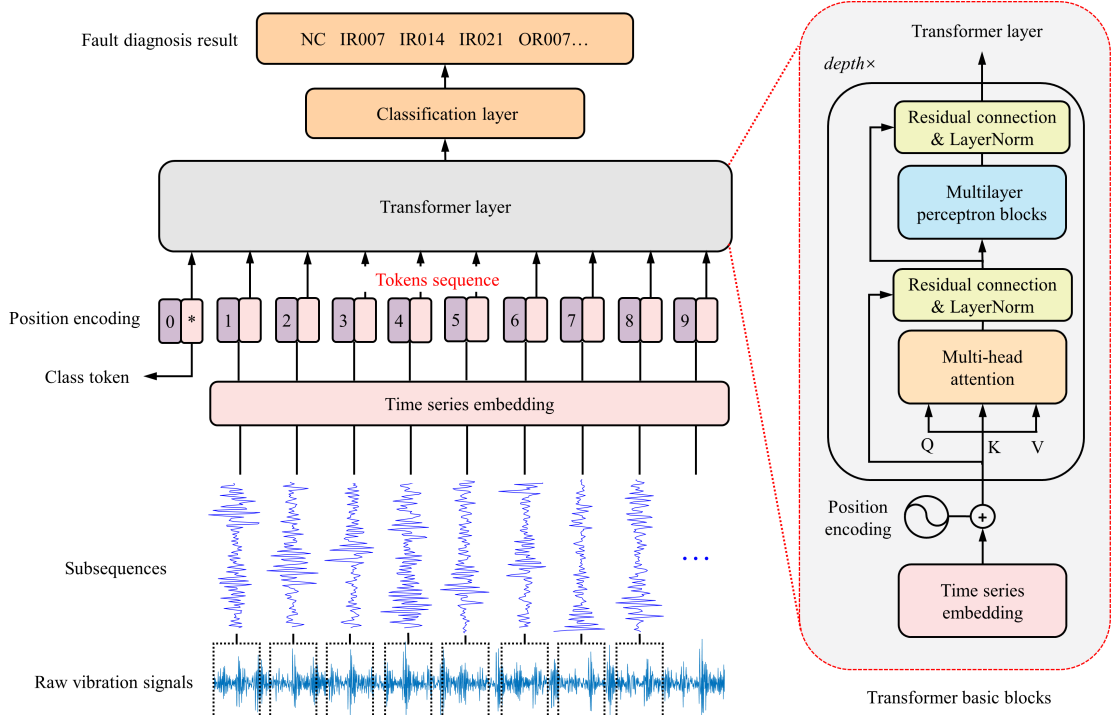 Fault diagnosis result
NC IR007 IR014 IR021 OR007…
Classification layer
Transformer layer
Tokens sequence
Position encoding
0 * 1 2 3 4 5 6 7 8 9
Class token
Time series embedding
Subsequences
...
Raw vibration signals
Transformer layer
depth×
Residual connection
& LayerNorm
Multilayer
perceptron blocks
Residual connection
& LayerNorm
Multi-head
attention
Q K V
Position
encoding
+
Time series
embedding
Transformer basic blocks